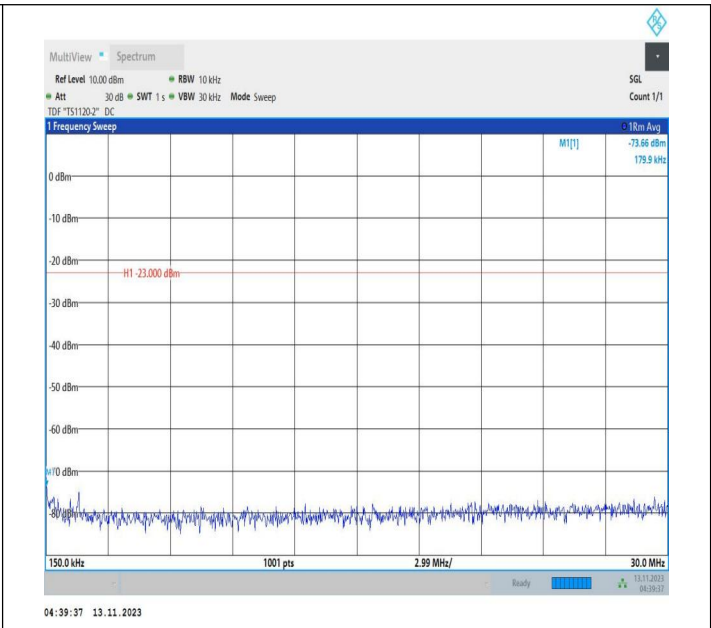 R S
MultiView Spectrum
Ref Level 10.00 dBm RBW 10 kHz SGL
Att 30 dB SWT 1 s VBW 30 kHz Mode Sweep Count 1/1
TDF "TS1120-2" DC
1 Frequency Sweep 1Rm Avg
M1[1] -73.66 dBm
179.9 kHz
0 dBm
-10 dBm
-20 dBm
H1 -23.000 dBm
-30 dBm
-40 dBm
-50 dBm
-60 dBm
M1
-80 dBm
150.0 kHz 1001 pts 2.99 MHz/ 30.0 MHz
Ready 13.11.2023
04:39:37
04:39:37 13.11.2023